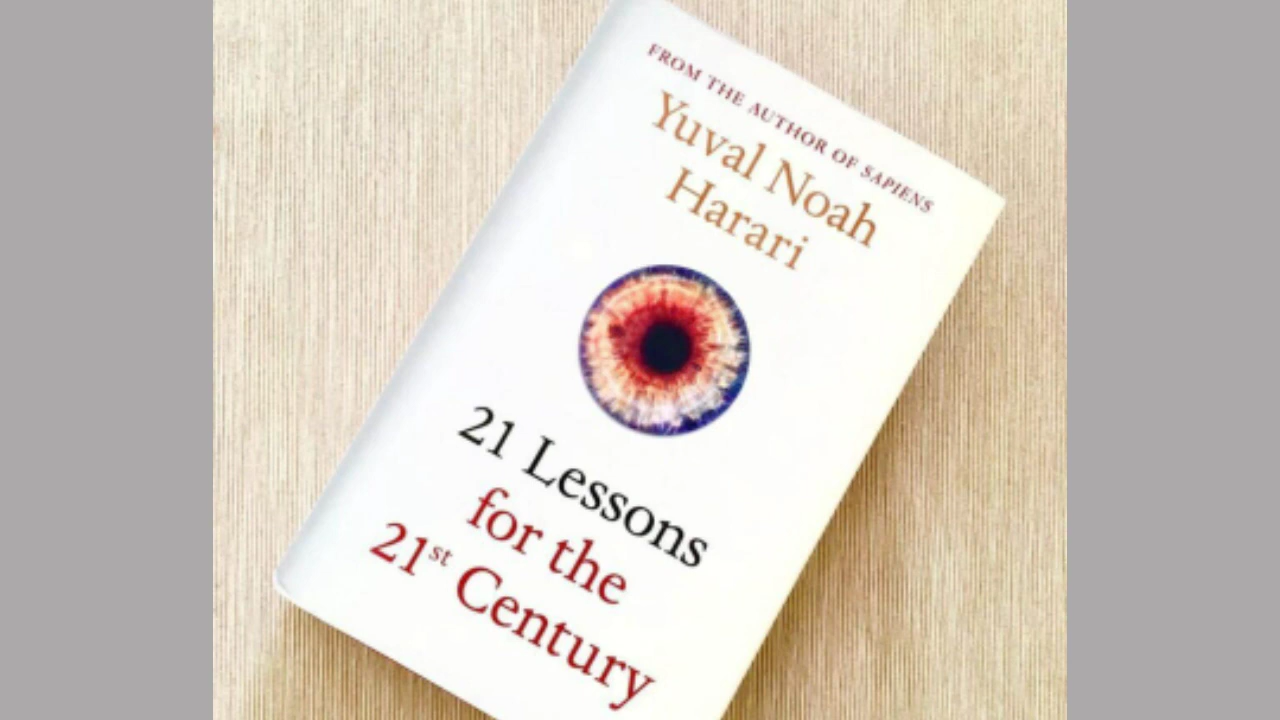 FROM THE AUTHOR OF SAPIENS
Yuval Noah
Harari
21 Lessons
for the
21st Century